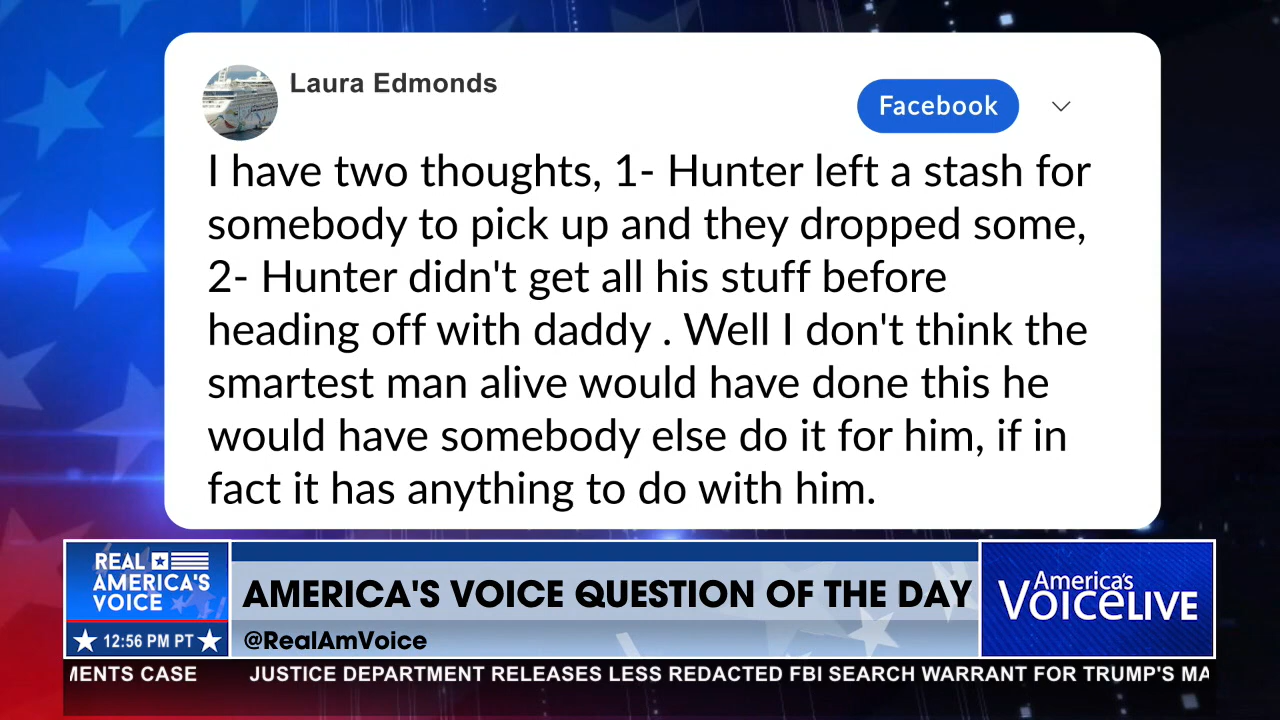 Laura Edmonds
Facebook
I have two thoughts, 1- Hunter left a stash for
somebody to pick up and they dropped some,
2- Hunter didn't get all his stuff before
heading off with daddy . Well I don't think the
smartest man alive would have done this he
would have somebody else do it for him, if in
fact it has anything to do with him.
REAL
AMERICA'S
VOICE
12:56 PM PT
AMERICA'S VOICE QUESTION OF THE DAY
@RealAmVoice
America's
VOICE LIVE
MENTS CASE JUSTICE DEPARTMENT RELEASES LESS REDACTED FBI SEARCH WARRANT FOR TRUMP'S MA